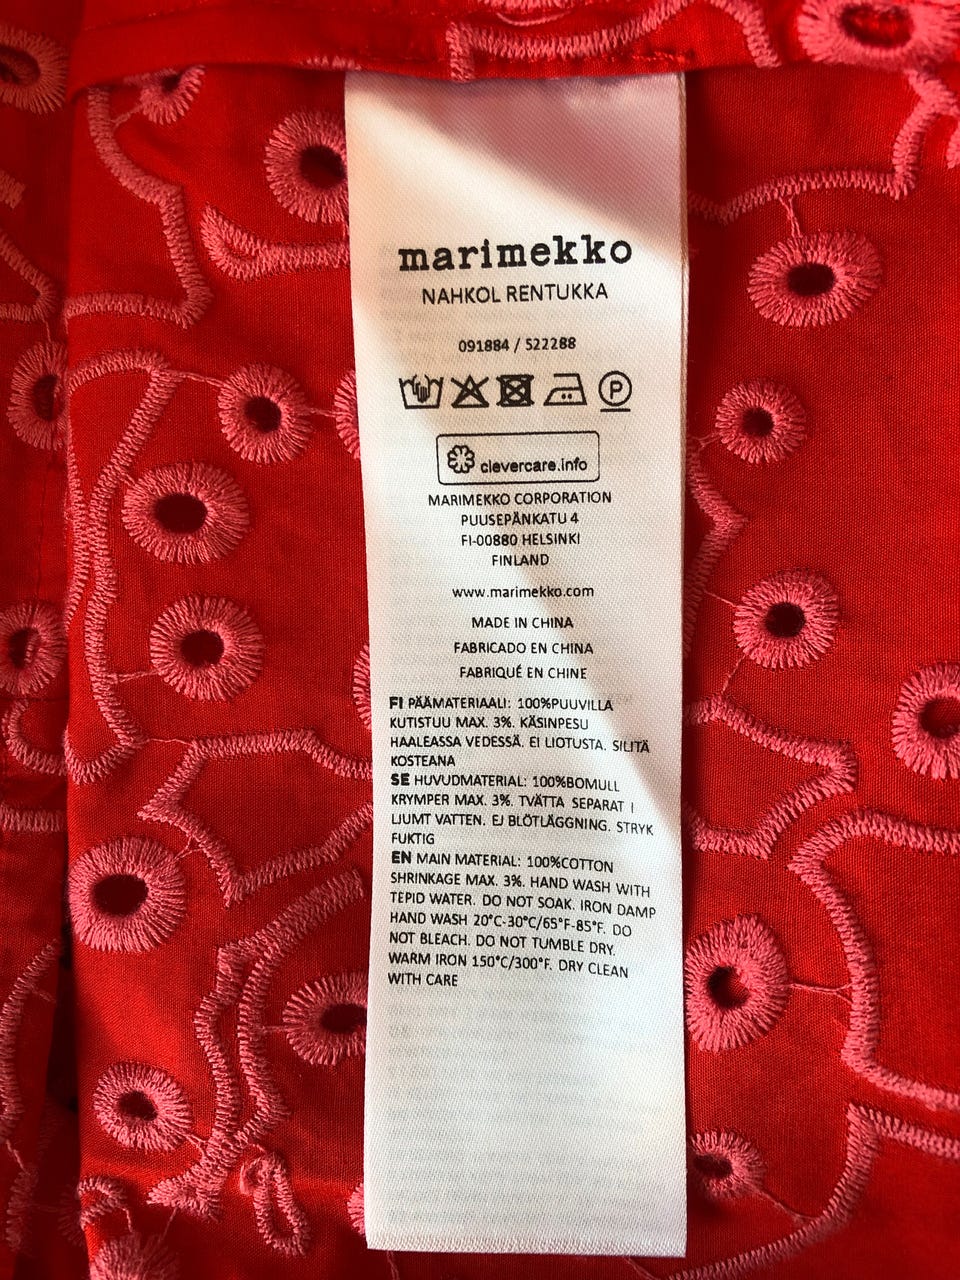 marimekko
NAHKOL RENTUKKA
091884 / 522288
P
clevercare.info
MARIMEKKO CORPORATION
PUUSEPÄNKATU 4
FI-00880 HELSINKI
FINLAND
www.marimekko.com
MADE IN CHINA
FABRICADO EN CHINA
FABRIQUÉ EN CHINE
FI PÄÄMATERIAALI: 100%PUUVILLA
KUTISTUU MAX. 3%. KÄSINPESU
HAALEASSA VEDESSÄ. EI LIOTUSTA. SILITÄ
KOSTEANA
SE HUVUDMATERIAL: 100%BOMULL
KRYMPER MAX. 3%. TVÄTTA SEPARAT I
LJUMT VATTEN. EJ BLÖTLÄGGNING. STRYK
FUKTIG
EN MAIN MATERIAL: 100%COTTON
SHRINKAGE MAX. 3%. HAND WASH WITH
TEPID WATER. DO NOT SOAK. IRON DAMP
HAND WASH 20°C-30°C/65°F-85°F. DO
NOT BLEACH. DO NOT TUMBLE DRY.
WARM IRON 150°C/300°F. DRY CLEAN
WITH CARE